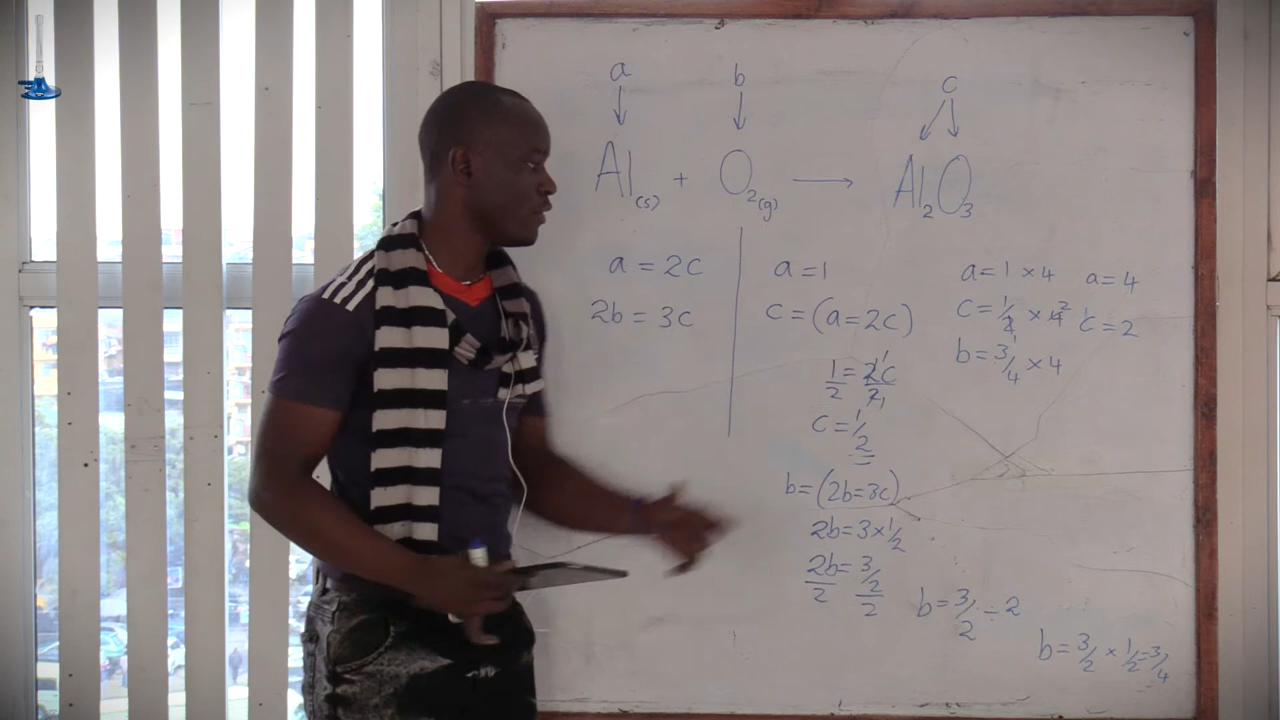 a b c
↓ ↓ ↙↓
Al(s) + O₂(g) → Al₂O₃
a = 2c
2b = 3c
a = 1
c = (a = 2c)
1/2 = 2c/2
c = 1/2
b = (2b = 3c)
2b = 3 × 1/2
2b/2 = 3/2/2
b = 3/2 ÷ 2
b = 3/2 × 1/2 = 3/4
a = 1 × 4 a = 4
c = 1/2 × 4 c = 2
b = 3/4 × 4